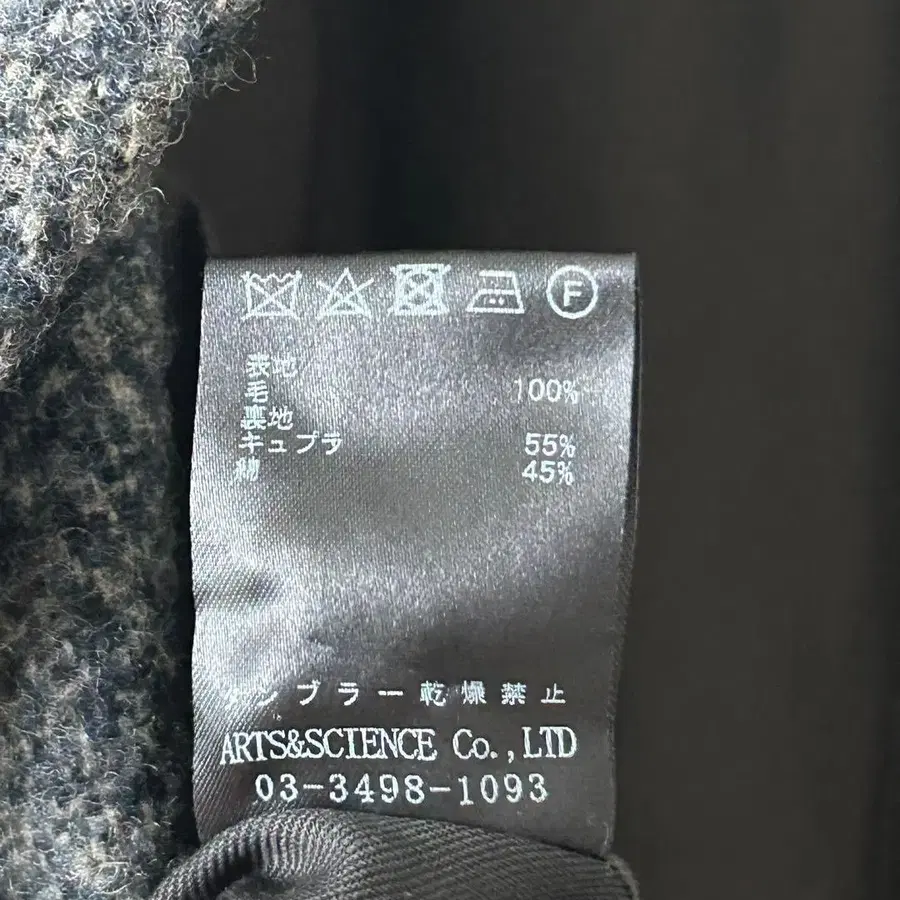 F
表地
毛 100%
裏地
キュプラ 55%
綿 45%
タンブラー乾燥禁止
ARTS&SCIENCE Co.,LTD
03-3498-1093